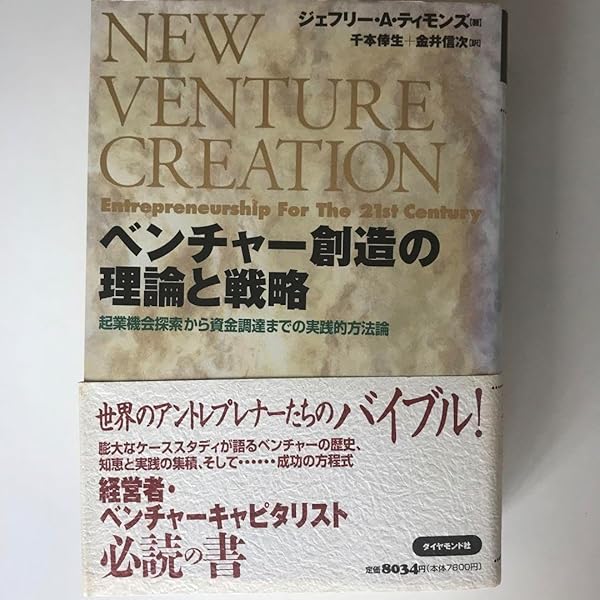 ジェフリー・A・ティモンズ[著]
千本倖生+金井信次[訳]
NEW
VENTURE
CREATION
Entrepreneurship For The 21st Century
ベンチャー創造の
理論と戦略
起業機会探索から資金調達までの実践的方法論
世界のアントレプレナーたちのバイブル!
膨大なケーススタディが語るベンチャーの歴史、
知恵と実践の集積、そして……成功の方程式
経営者・
ベンチャーキャピタリスト
必読の書
ダイヤモンド社
定価8034円(本体7800円)